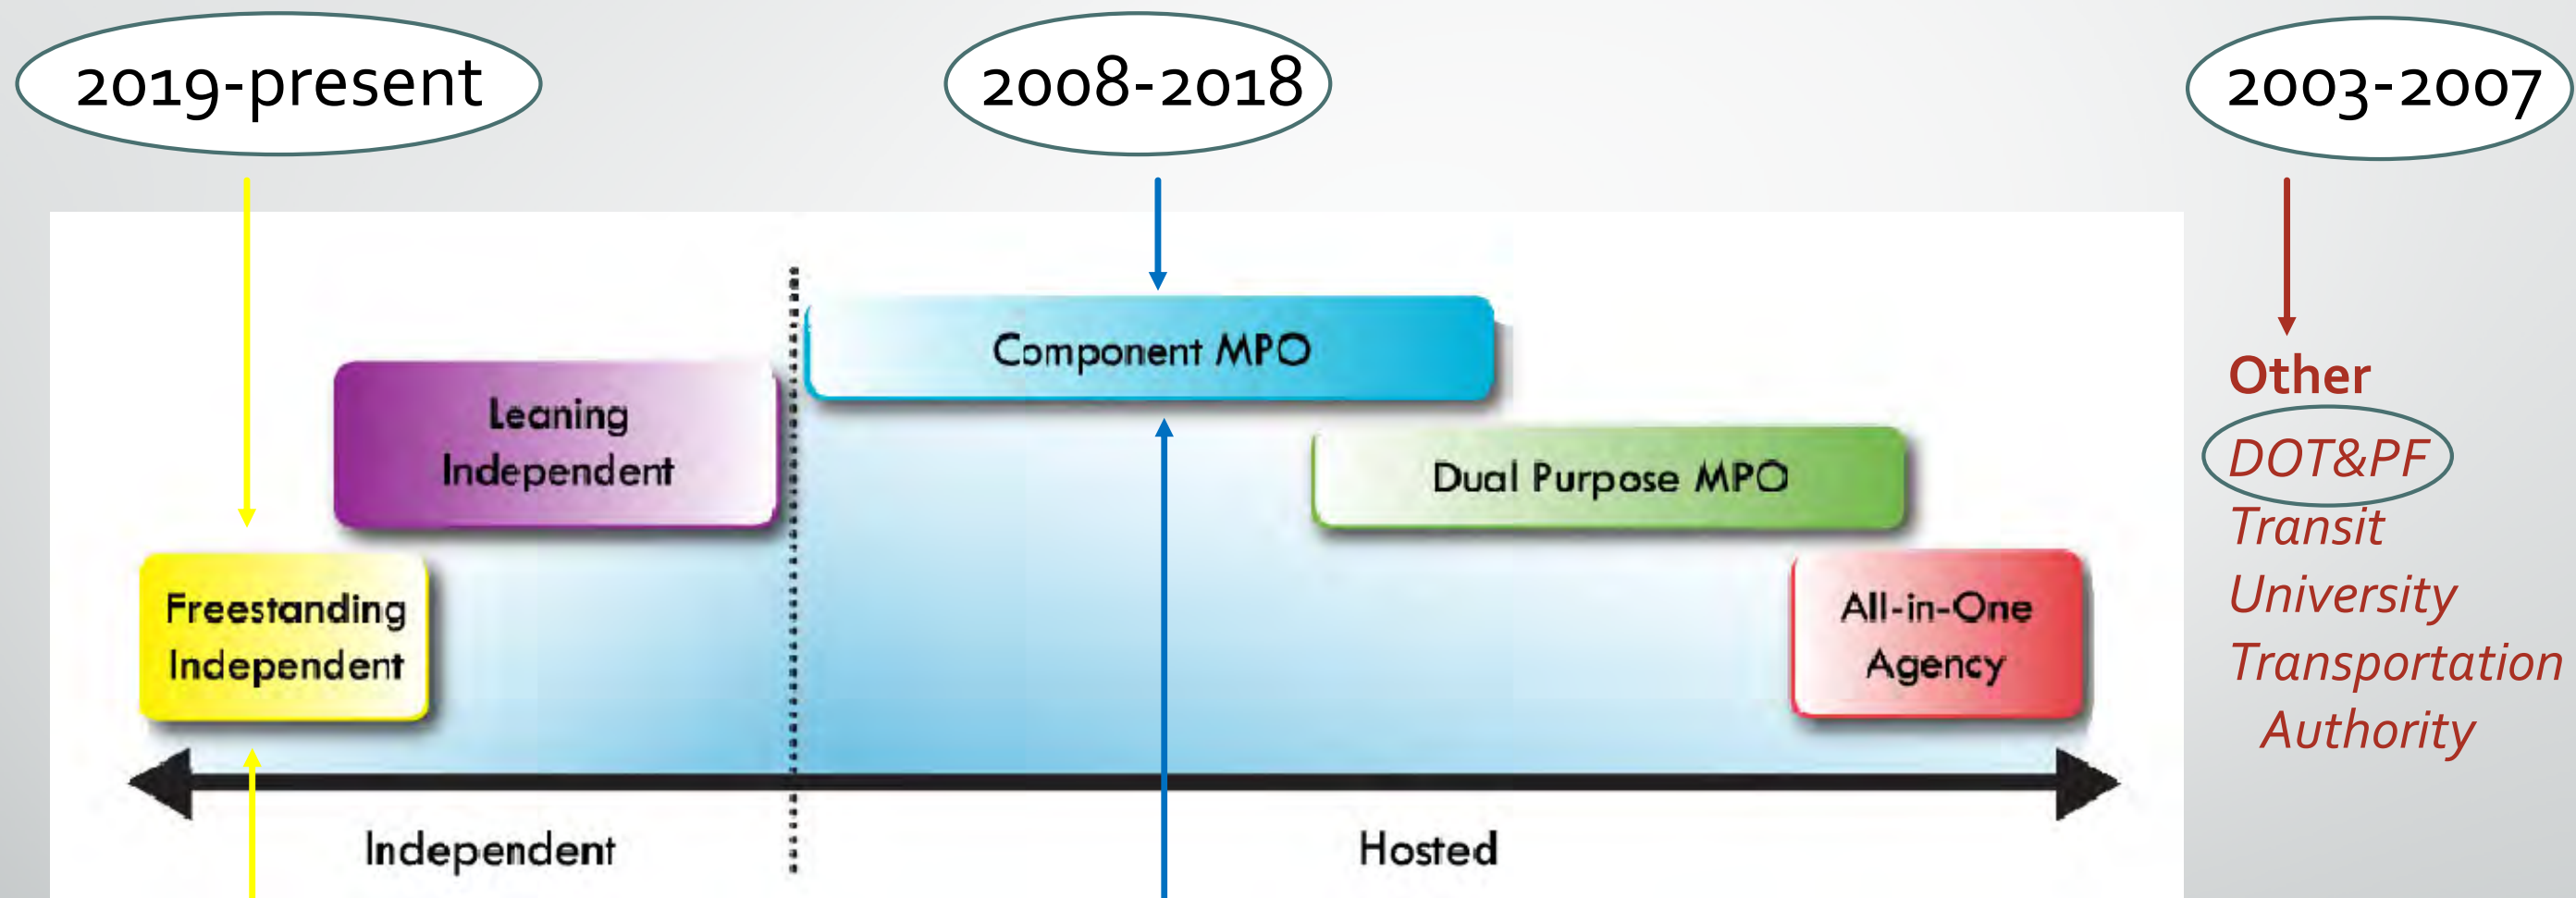 2019-present
2008-2018
2003-2007
Component MPO
Leaning
Independent
Dual Purpose MPO
Freestanding
Independent
All-in-One
Agency
Independent
Hosted
Other
DOT&PF
Transit
University
Transportation
Authority